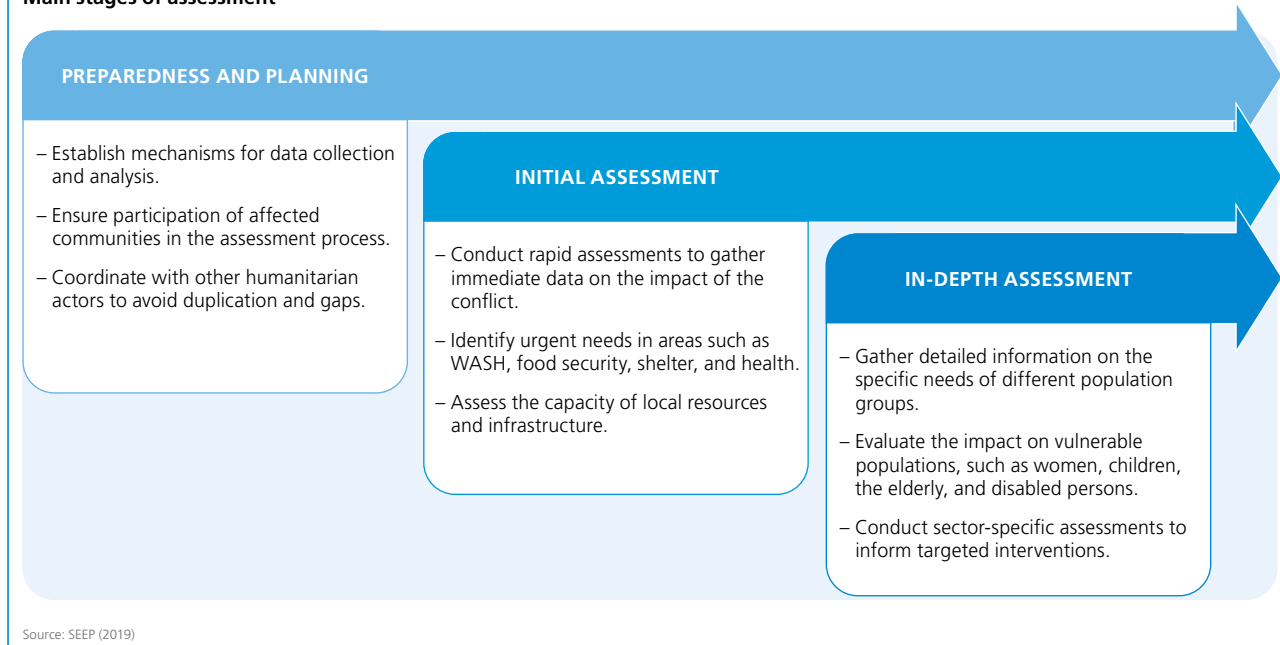 Main stages of assessment
PREPAREDNESS AND PLANNING
– Establish mechanisms for data collection
and analysis.
– Ensure participation of affected
communities in the assessment process.
– Coordinate with other humanitarian
actors to avoid duplication and gaps.
INITIAL ASSESSMENT
– Conduct rapid assessments to gather
immediate data on the impact of the
conflict.
– Identify urgent needs in areas such as
WASH, food security, shelter, and health.
– Assess the capacity of local resources
and infrastructure.
IN-DEPTH ASSESSMENT
– Gather detailed information on the
specific needs of different population
groups.
– Evaluate the impact on vulnerable
populations, such as women, children,
the elderly, and disabled persons.
– Conduct sector-specific assessments to
inform targeted interventions.
Source: SEEP (2019)